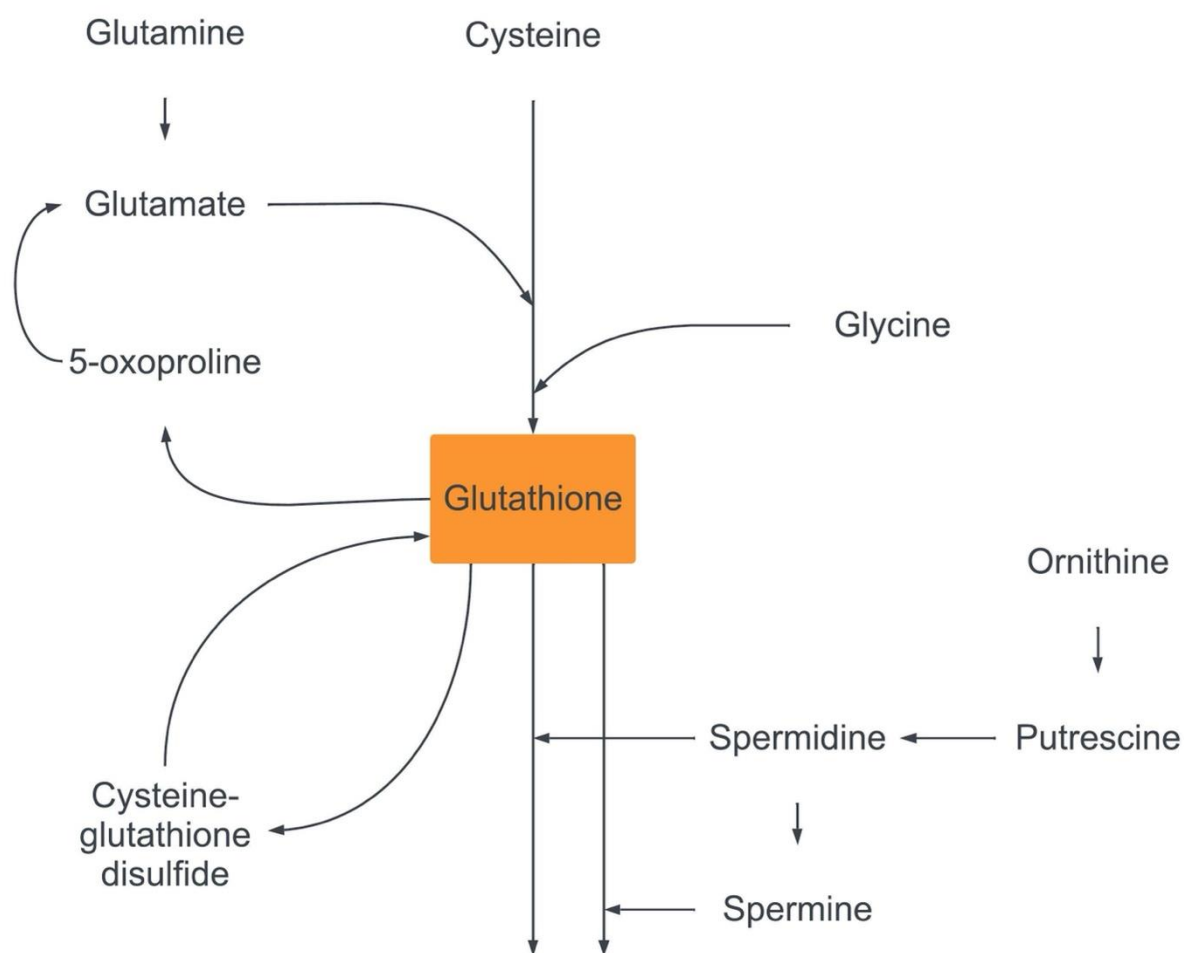 Glutamine
Cysteine
Glutamate
Glycine
5-oxoproline
Glutathione
Ornithine
Spermidine
Putrescine
Cysteine-
glutathione
disulfide
Spermine